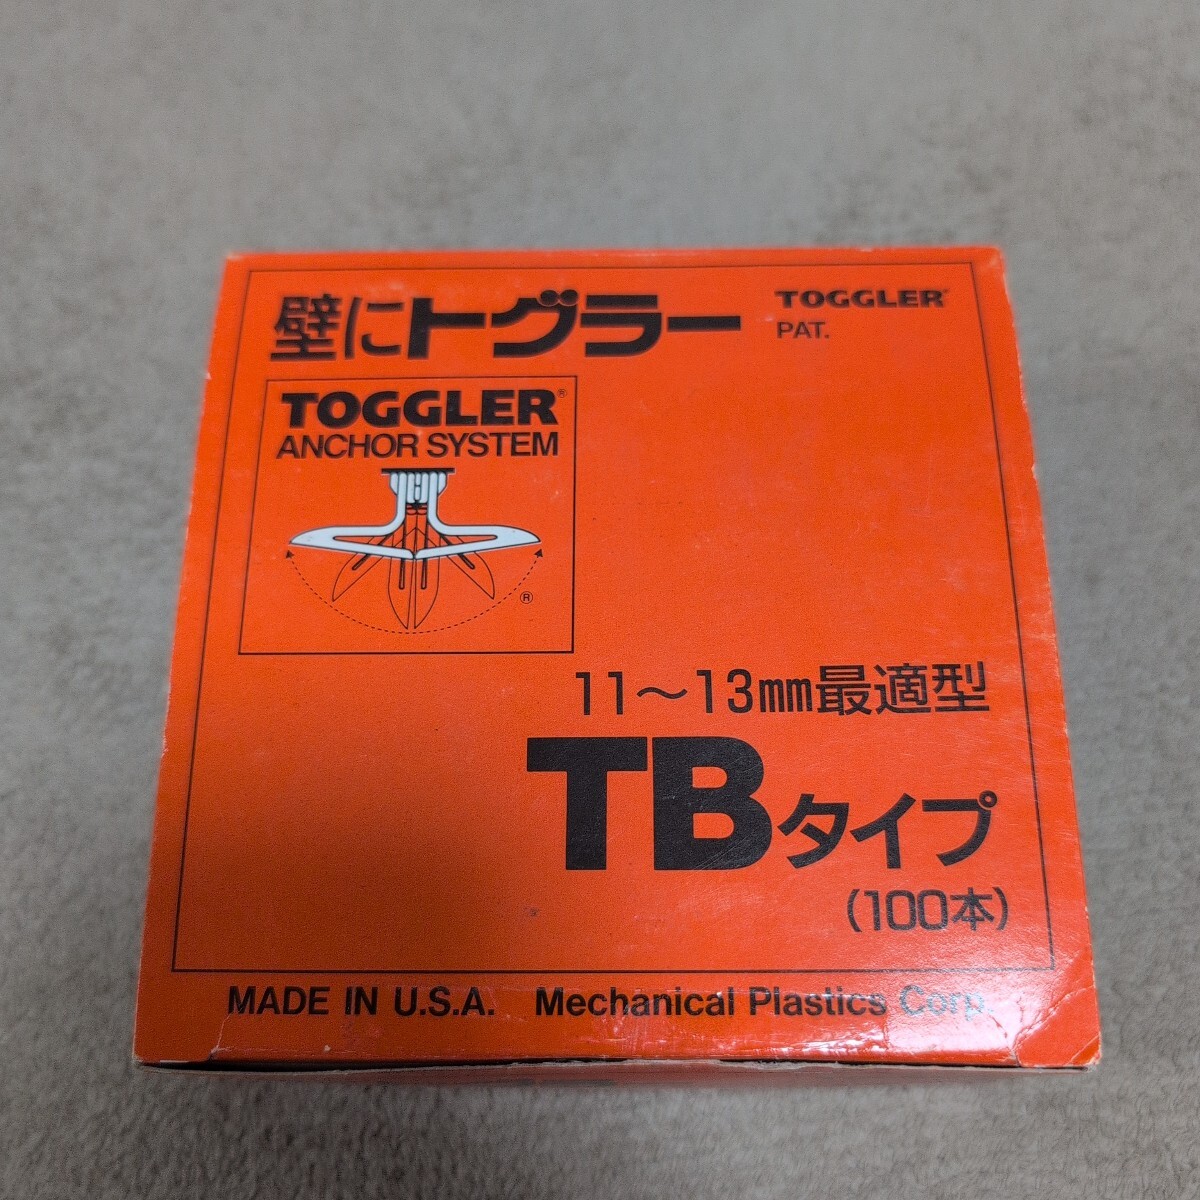 壁にトグラー
TOGGLER®
PAT.
TOGGLER®
ANCHOR SYSTEM
®
11～13mm最適型
TBタイプ
(100本)
MADE IN U.S.A. Mechanical Plastics Corp.